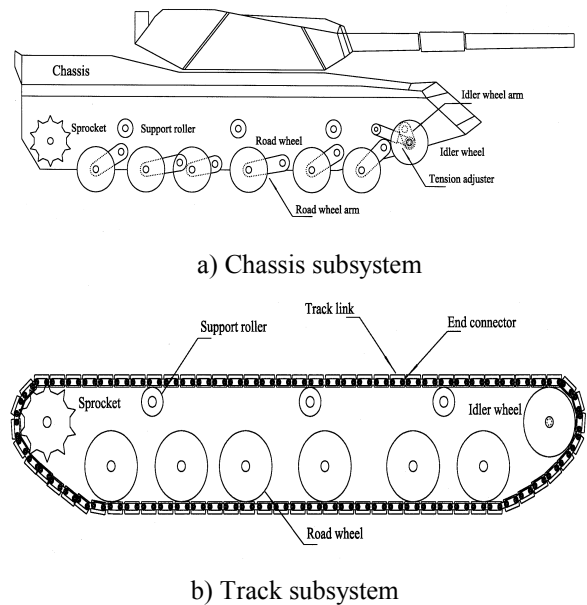 Chassis
Idler wheel arm
Sprocket
Support roller
Road wheel
Idler wheel
Tension adjuster
Road wheel arm
a) Chassis subsystem
Track link
Support roller
End connector
Sprocket
Idler wheel
Road wheel
b) Track subsystem